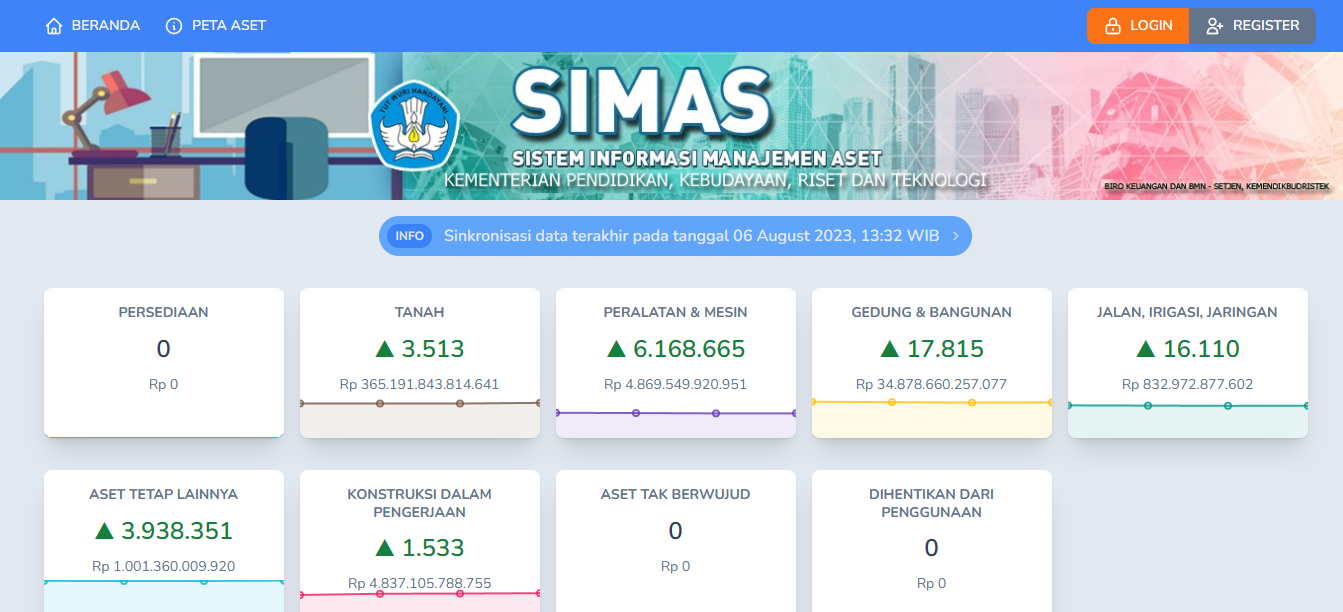 BERANDA PETA ASET LOGIN REGISTER
TUT WURI HANDAYANI
SIMAS
SISTEM INFORMASI MANAJEMEN ASET
KEMENTERIAN PENDIDIKAN, KEBUDAYAAN, RISET DAN TEKNOLOGI
BIRO KEUANGAN DAN BMN - SETJEN, KEMENDIKBUDRISTEK
INFO Sinkronisasi data terakhir pada tanggal 06 August 2023, 13:32 WIB
PERSEDIAAN
0
Rp 0
TANAH
▲ 3.513
Rp 365.191.843.814.641
PERALATAN & MESIN
▲ 6.168.665
Rp 4.869.549.920.951
GEDUNG & BANGUNAN
▲ 17.815
Rp 34.878.660.257.077
JALAN, IRIGASI, JARINGAN
▲ 16.110
Rp 832.972.877.602
ASET TETAP LAINNYA
▲ 3.938.351
Rp 1.001.360.009.920
KONSTRUKSI DALAM
PENGERJAAN
▲ 1.533
Rp 4.837.105.788.755
ASET TAK BERWUJUD
0
Rp 0
DIHENTIKAN DARI
PENGGUNAAN
0
Rp 0